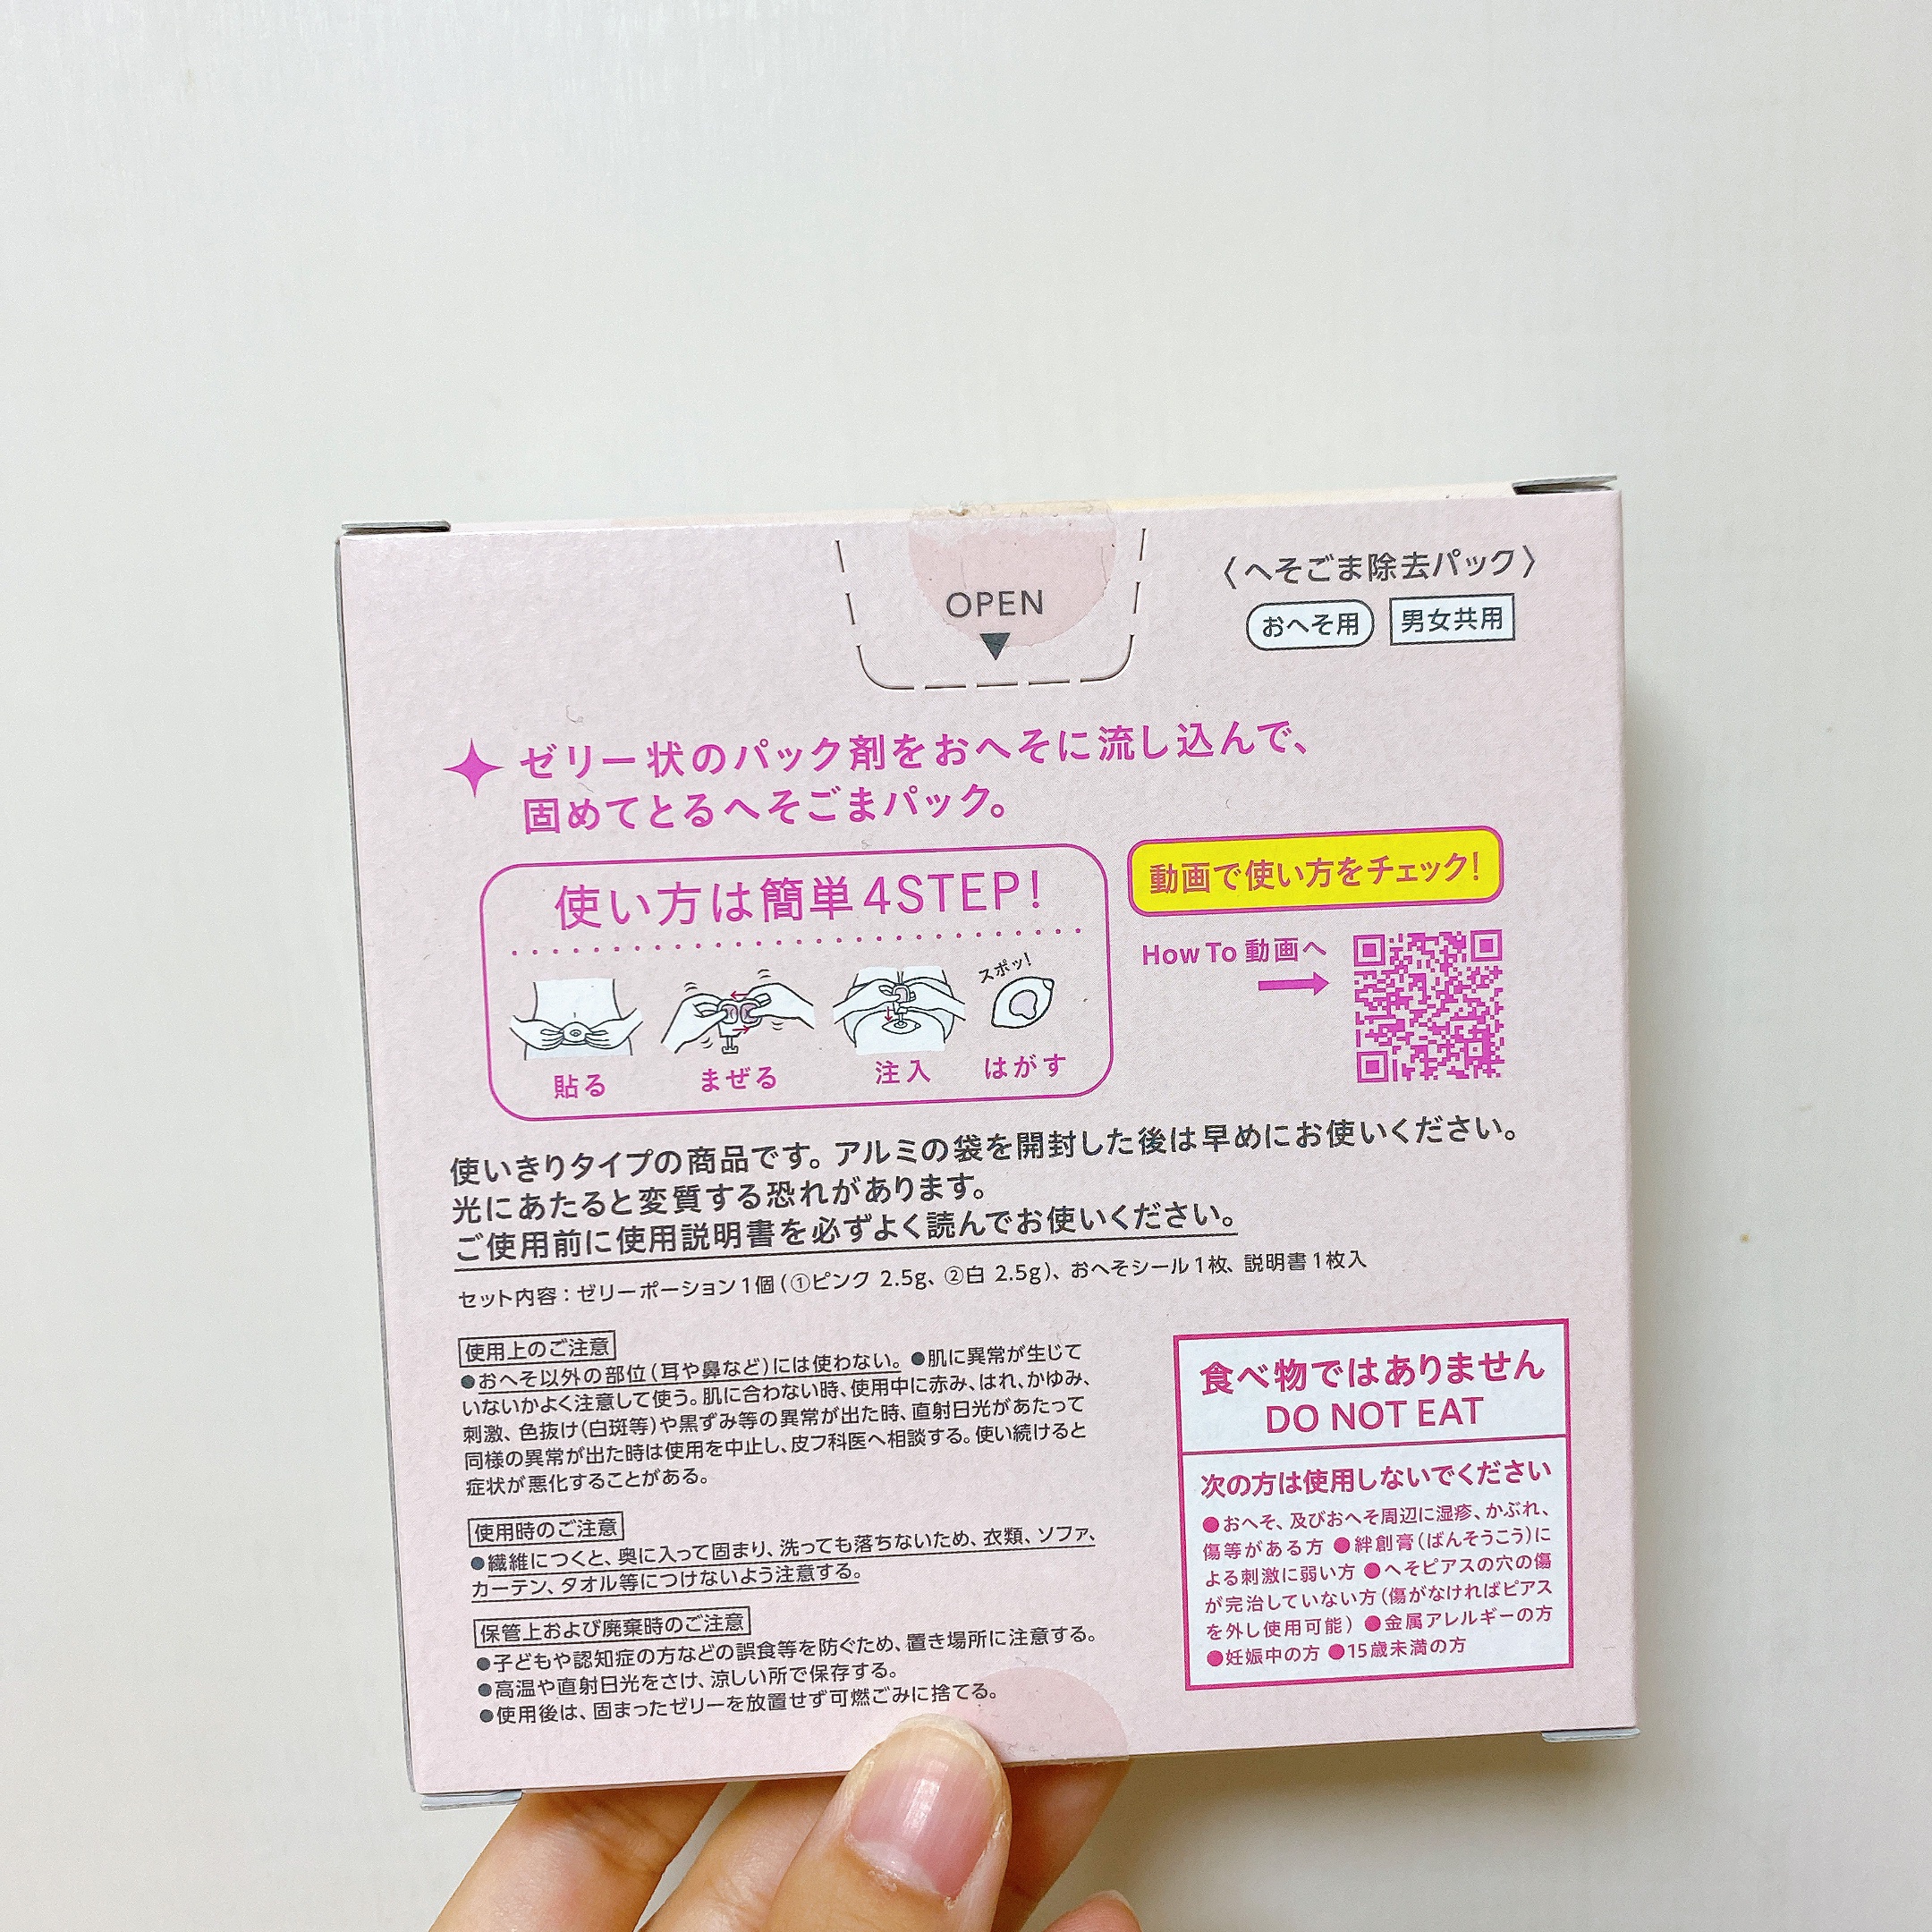 OPEN
〈へそごま除去パック〉
おへそ用 男女共用
ゼリー状のパック剤をおへそに流し込んで、
固めてとるへそごまパック。
使い方は簡単4STEP!
スポッ!
貼る まぜる 注入 はがす
動画で使い方をチェック!
How To 動画へ
使いきりタイプの商品です。アルミの袋を開封した後は早めにお使いください。
光にあたると変質する恐れがあります。
ご使用前に使用説明書を必ずよく読んでお使いください。
セット内容：ゼリーポーション1個(①ピンク 2.5g、②白 2.5g)、おへそシール1枚、説明書1枚入
使用上のご注意
●おへそ以外の部位(耳や鼻など)には使わない。●肌に異常が生じて
いないかよく注意して使う。肌に合わない時、使用中に赤み、はれ、かゆみ、
刺激、色抜け(白斑等)や黒ずみ等の異常が出た時、直射日光があたって
同様の異常が出た時は使用を中止し、皮フ科医へ相談する。使い続けると
症状が悪化することがある。
使用時のご注意
●繊維につくと、奥に入って固まり、洗っても落ちないため、衣類、ソファ、
カーテン、タオル等につけないよう注意する。
保管上および廃棄時のご注意
●子どもや認知症の方などの誤食等を防ぐため、置き場所に注意する。
●高温や直射日光をさけ、涼しい所で保存する。
●使用後は、固まったゼリーを放置せず可燃ごみに捨てる。
食べ物ではありません
DO NOT EAT
次の方は使用しないでください
●おへそ、及びおへそ周辺に湿疹、かぶれ、
傷等がある方 ●絆創膏(ばんそうこう)に
よる刺激に弱い方 ●へそピアスの穴の傷
が完治していない方(傷がなければピアス
を外し使用可能) ●金属アレルギーの方
●妊娠中の方 ●15歳未満の方